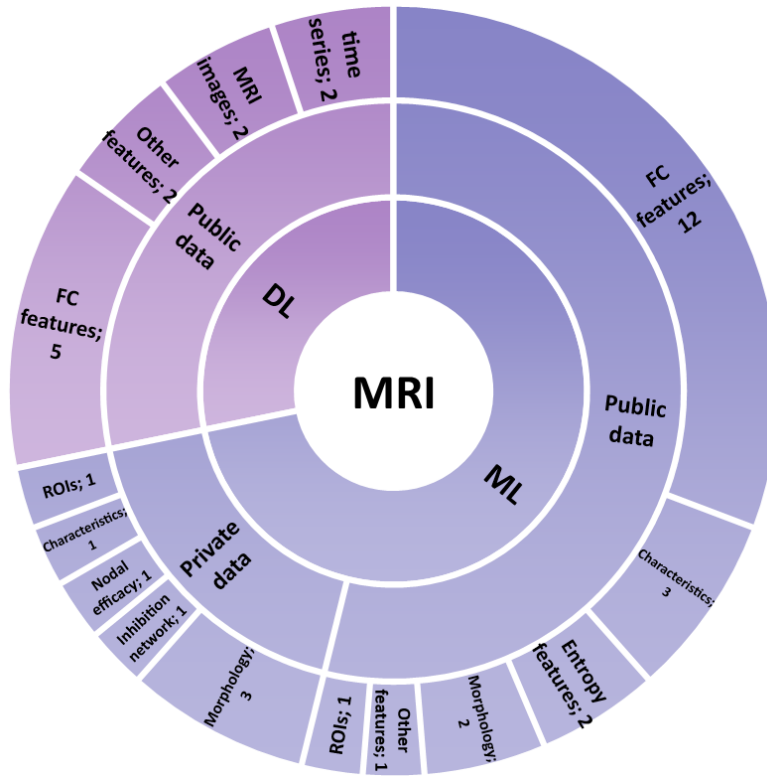 MRI
DL
ML
Public
data
Public
data
Private
data
time
series; 2
MRI
images; 2
Other
features; 2
FC
features;
5
FC
features;
12
Characteristics;
3
Entropy
features; 2
Morphology;
2
Other
features; 1
ROIs; 1
Morphology;
3
Inhibition
network; 1
Nodal
efficacy; 1
Characteristics;
1
ROIs; 1